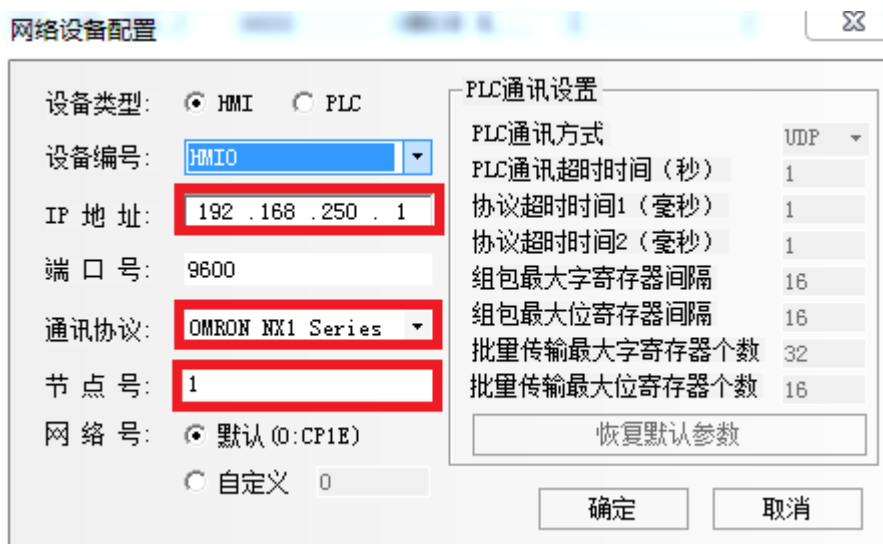 网络设备配置
设备类型: HMI PLC
设备编号: HMI0
IP 地 址: 192 .168 .250 . 1
端 口 号: 9600
通讯协议: OMRON NX1 Series
节 点 号: 1
网 络 号: 默认(0:CP1E)
自定义 0
PLC通讯设置
PLC通讯方式 UDP
PLC通讯超时时间(秒) 1
协议超时时间1(毫秒) 1
协议超时时间2(毫秒) 1
组包最大字寄存器间隔 16
组包最大位寄存器间隔 16
批量传输最大字寄存器个数 32
批量传输最大位寄存器个数 16
恢复默认参数
确定 取消